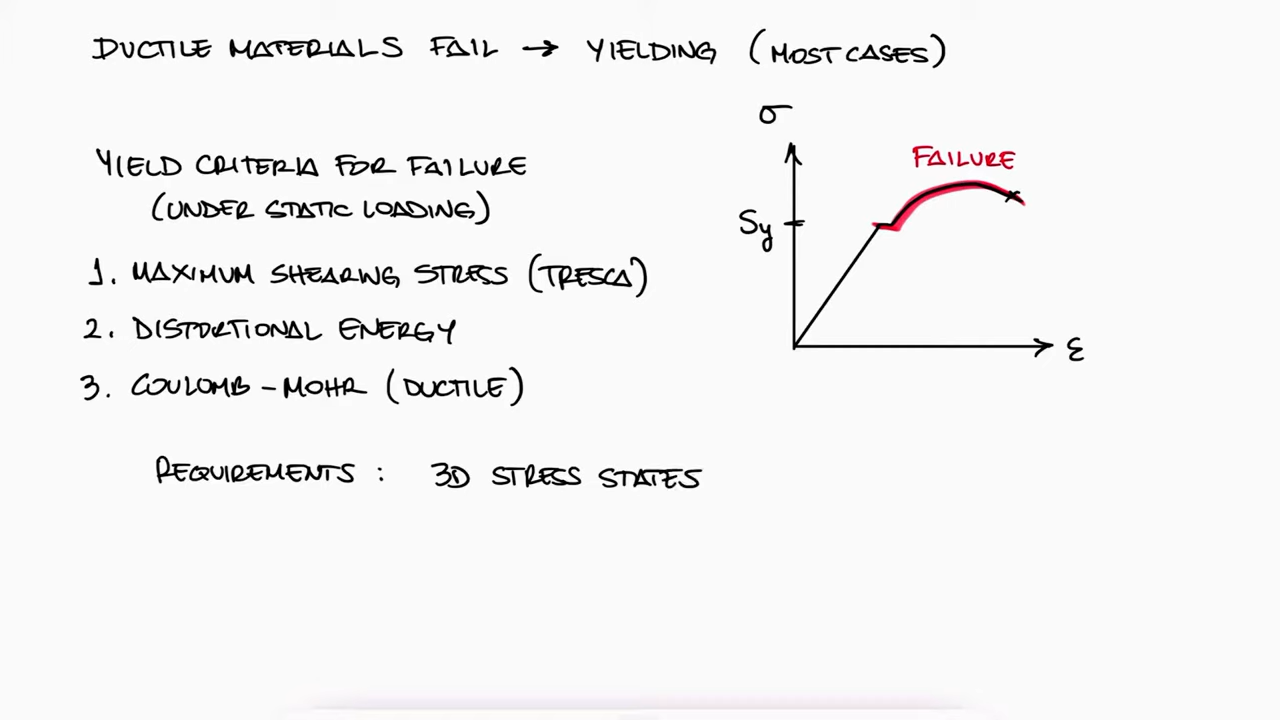 DUCTILE MATERIALS FAIL → YIELDING (MOST CASES)
σ
YIELD CRITERIA FOR FAILURE
(UNDER STATIC LOADING)
FAILURE
Sy
1. MAXIMUM SHEARING STRESS (TRESCA)
2. DISTORTIONAL ENERGY
ε
3. COULOMB-MOHR (DUCTILE)
REQUIREMENTS: 3D STRESS STATES